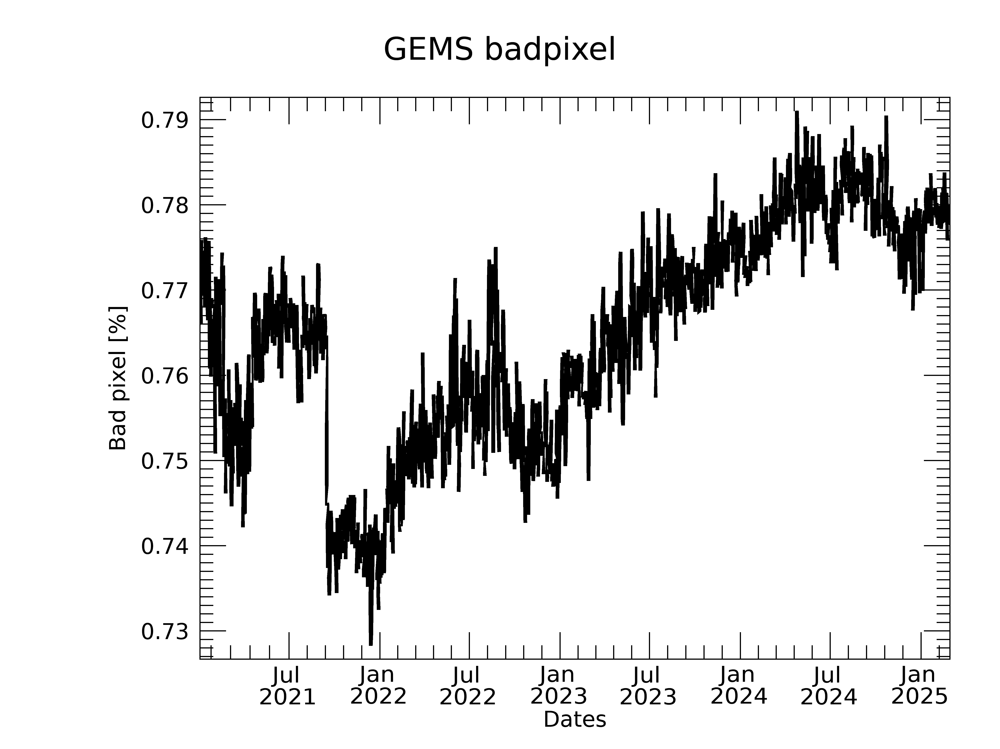 GEMS badpixel
0.79
0.78
0.77
0.76
0.75
0.74
0.73
Bad pixel [%]
Jul Jan Jul Jan Jul Jan Jul Jan
2021 2022 2022 2023 2023 2024 2024 2025
Dates